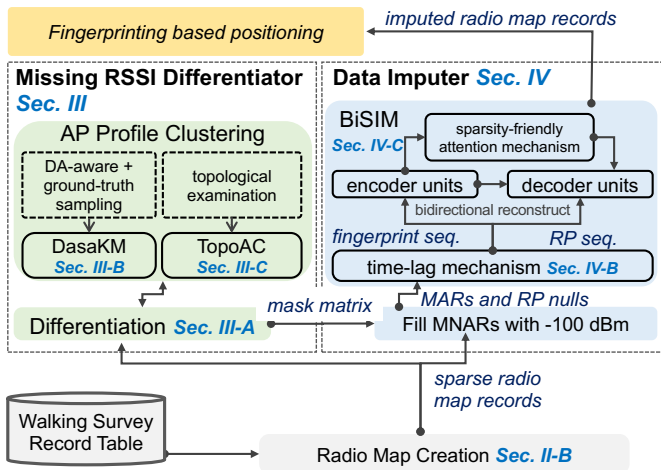 Fingerprinting based positioning
imputed radio map records
Missing RSSI Differentiator
Sec. III
Data Imputer Sec. IV
AP Profile Clustering
DA-aware +
ground-truth
sampling
topological
examination
DasaKM
Sec. III-B
TopoAC
Sec. III-C
BiSIM
Sec. IV-C
sparsity-friendly
attention mechanism
encoder units
decoder units
bidirectional reconstruct
fingerprint seq.
RP seq.
time-lag mechanism Sec. IV-B
mask matrix
MARs and RP nulls
Differentiation Sec. III-A
Fill MNARs with -100 dBm
sparse radio
map records
Walking Survey
Record Table
Radio Map Creation Sec. II-B